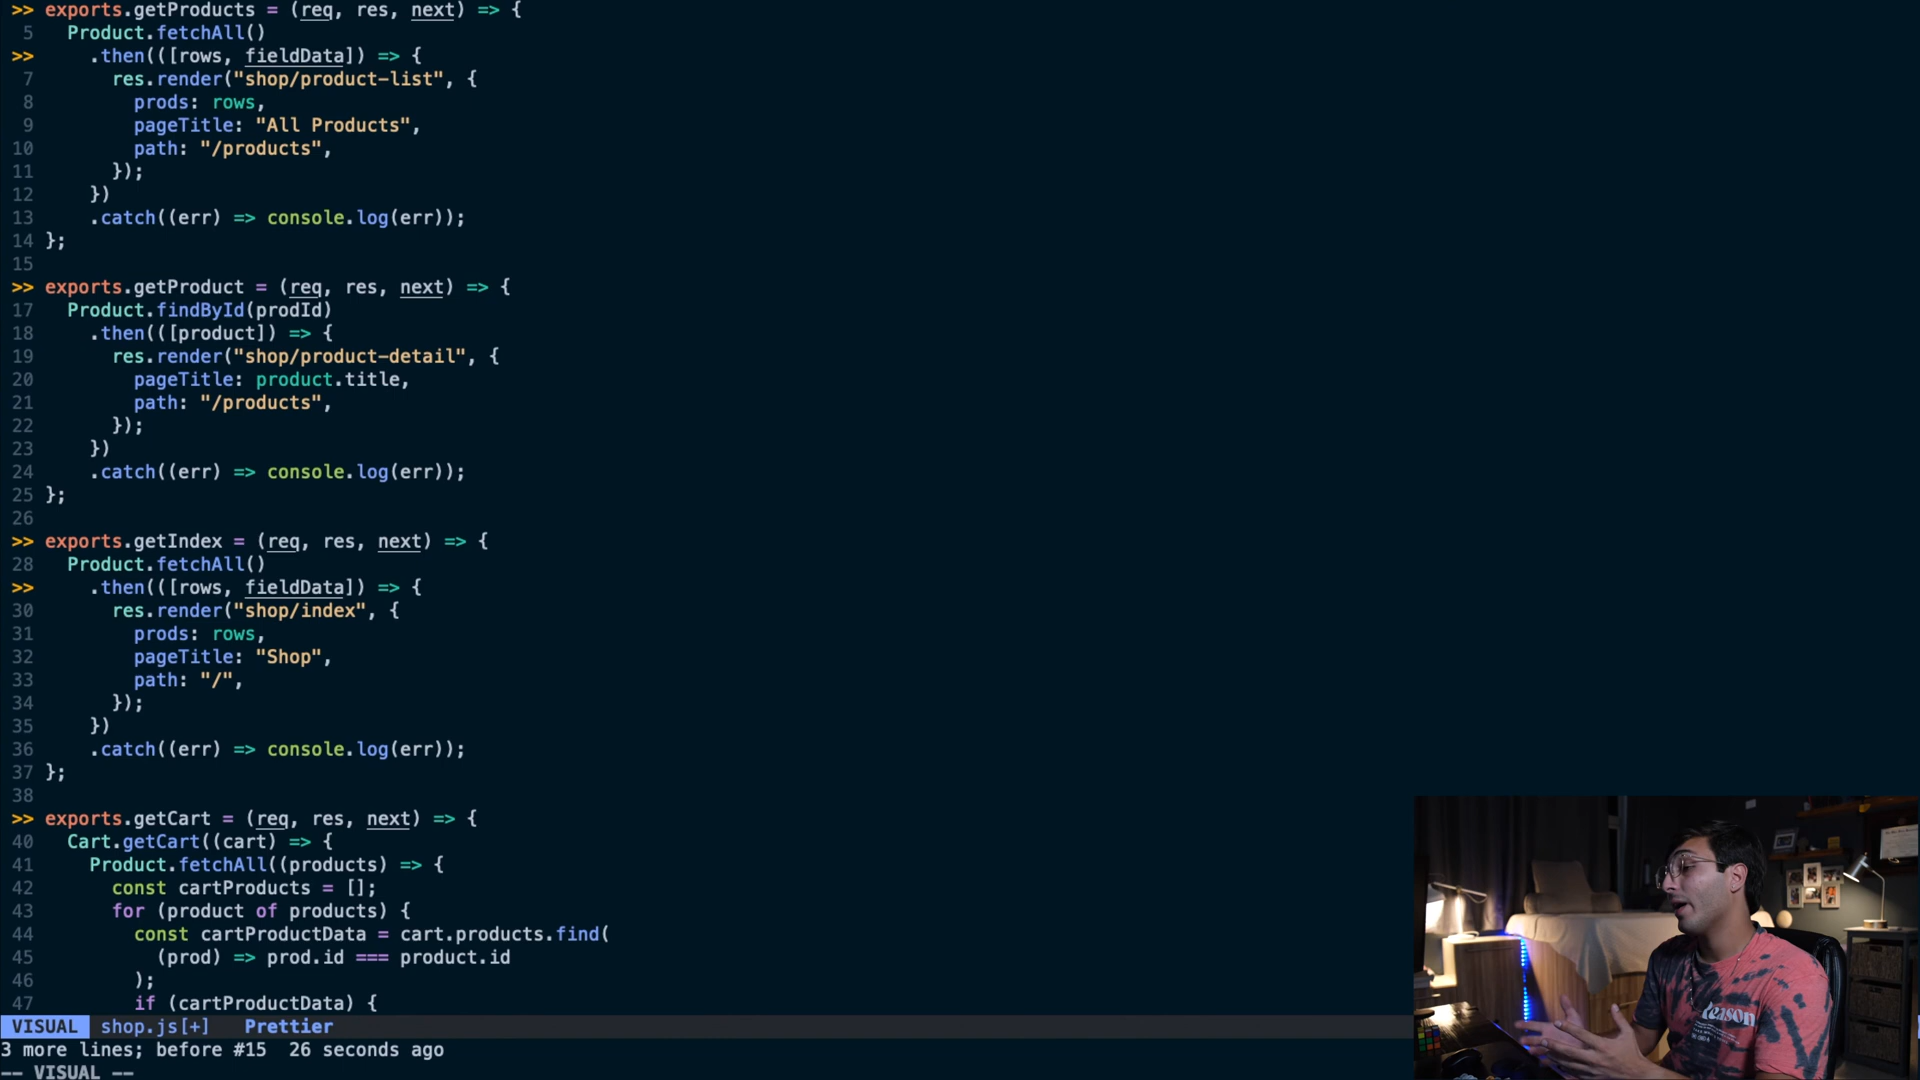 >> exports.getProducts = (req, res, next) => {
5   Product.fetchAll()
>>     .then(([rows, fieldData]) => {
7       res.render("shop/product-list", {
8         prods: rows,
9         pageTitle: "All Products",
10         path: "/products",
11       });
12     })
13     .catch((err) => console.log(err));
14 };
15
>> exports.getProduct = (req, res, next) => {
17   Product.findById(prodId)
18     .then(([product]) => {
19       res.render("shop/product-detail", {
20         pageTitle: product.title,
21         path: "/products",
22       });
23     })
24     .catch((err) => console.log(err));
25 };
26
>> exports.getIndex = (req, res, next) => {
28   Product.fetchAll()
>>     .then(([rows, fieldData]) => {
30       res.render("shop/index", {
31         prods: rows,
32         pageTitle: "Shop",
33         path: "/",
34       });
35     })
36     .catch((err) => console.log(err));
37 };
38
>> exports.getCart = (req, res, next) => {
40   Cart.getCart((cart) => {
41     Product.fetchAll((products) => {
42       const cartProducts = [];
43       for (product of products) {
44         const cartProductData = cart.products.find(
45           (prod) => prod.id === product.id
46         );
47         if (cartProductData) {
VISUAL shop.js[+] Prettier
3 more lines; before #15 26 seconds ago
-- VISUAL --
reason